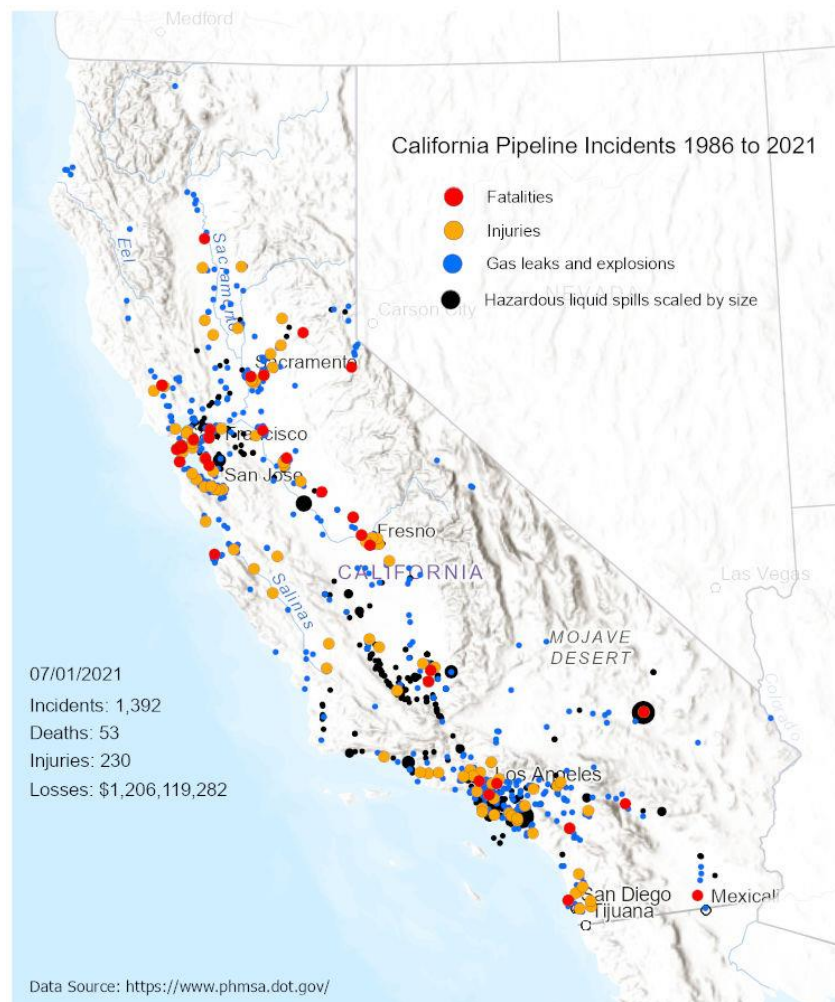 Medford
California Pipeline Incidents 1986 to 2021
Fatalities
Injuries
Gas leaks and explosions
Hazardous liquid spills scaled by size
NEVADA
Carson City
Eel
Sacramento
Sacramento
Francisco
San Jose
Fresno
CALIFORNIA
Salinas
Las Vegas
MOJAVE
DESERT
Colorado
07/01/2021
Incidents: 1,392
Deaths: 53
Injuries: 230
Losses: $1,206,119,282
Los Angeles
San Diego
Tijuana
Mexicali
Data Source: https://www.phmsa.dot.gov/